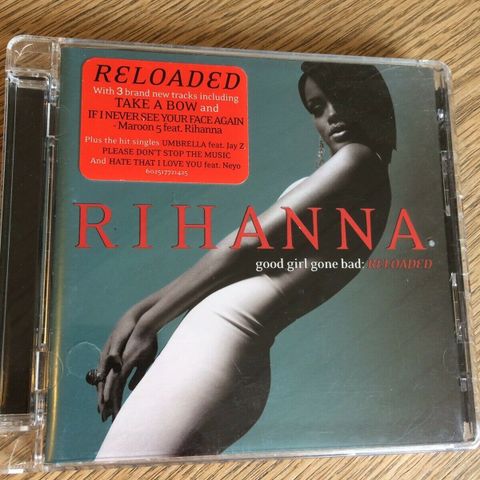 RELOADED
With 3 brand new tracks including
TAKE A BOW and
IF I NEVER SEE YOUR FACE AGAIN
- Maroon 5 feat. Rihanna
Plus the hit singles UMBRELLA feat. Jay Z
PLEASE DON'T STOP THE MUSIC
And HATE THAT I LOVE YOU feat. Neyo
602517721425
RIHANNA
good girl gone bad: RELOADED